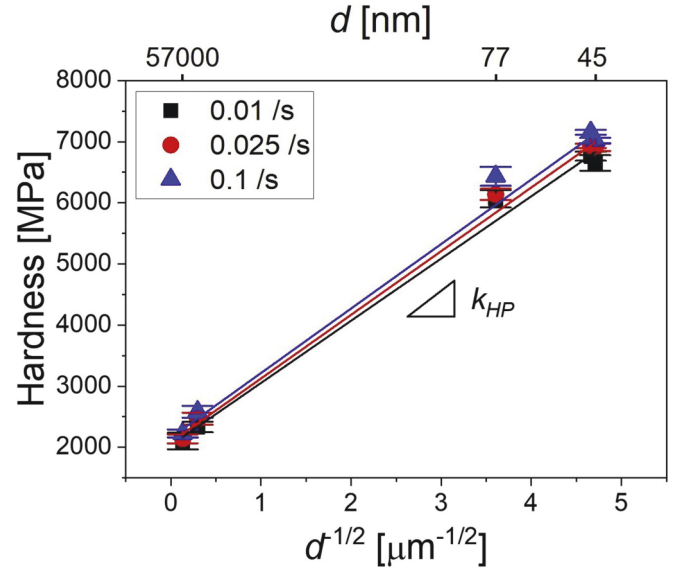 d [nm]
57000 77 45
8000
7000
6000
5000
4000
3000
2000
Hardness [MPa]
0.01 /s
0.025 /s
0.1 /s
k_HP
0 1 2 3 4 5
d^-1/2 [μm^-1/2]